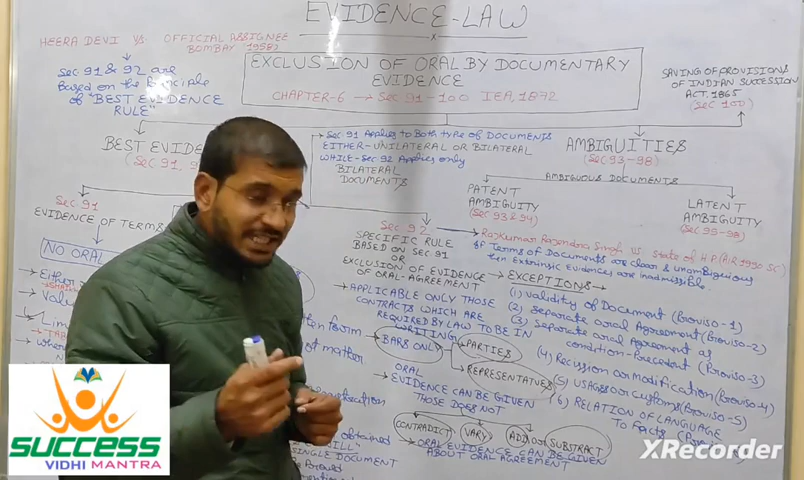 EVIDENCE-LAW
HEERA DEVI VS. OFFICIAL ASSIGNEE
BOMBAY (1958)
Sec. 91 & 92 are
Based on the Principle
of "BEST EVIDENCE
RULE"
EXCLUSION OF ORAL BY DOCUMENTARY
EVIDENCE
CHAPTER-6 → Sec 91-100 IEA, 1872
SAVING OF PROVISIONS
OF INDIAN SUCCESSION
ACT. 1865
(Sec 100)
BEST EVID
(Sec. 91,
Sec 91 Applies to Both type of Documents
EITHER-UNILATERAL OR BILATERAL
WHILE-Sec 92 Applies only
BILATERAL
DOCUMENTS
AMBIGUITIES
(Sec 93-98)
AMBIGUOUS DOCUMENTS
PATENT
AMBIGUITY
(Sec 93 & 94)
LATENT
AMBIGUITY
(Sec 95-98)
Sec 91
EVIDENCE OF TERMS
NO ORAL
Sec 92
SPECIFIC RULE
BASED ON SEC. 91
OR
EXCLUSION OF EVIDENCE
OF ORAL-AGREEMENT
RajKumar Rajendra Singh vs State of H.P (AIR 1990 SC)
If Terms of Documents are clear & unambiguous
then Extrinsic Evidences are Inadmissible.
→ EXCEPTIONS
(1) Validity of Document (Proviso-1)
(2) Separate oral Agreement (Proviso-2)
(3) Separate oral Agreement as
condition-Precedent (Proviso-3)
(4) Recission or modification (Proviso-4)
(5) USAGES or customs (Proviso-5)
(6) RELATION OF LANGUAGE
TO Facts
→ APPLICABLE ONLY THOSE
CONTRACTS WHICH ARE
REQUIRED BY LAW TO BE IN
WRITING
BARS ONLY
PARTIES
REPRESENTATIVES
ORAL
→ EVIDENCE CAN BE GIVEN
THOSE DOES NOT
CONTRADICT
VARY
ADD or SUBSTRACT
→ ORAL EVIDENCE CAN BE GIVEN
ABOUT ORAL AGREEMENT
of matter
obtained
WILL"
SINGLE DOCUMENT
SUCCESS
VIDHI MANTRA
XRecorder